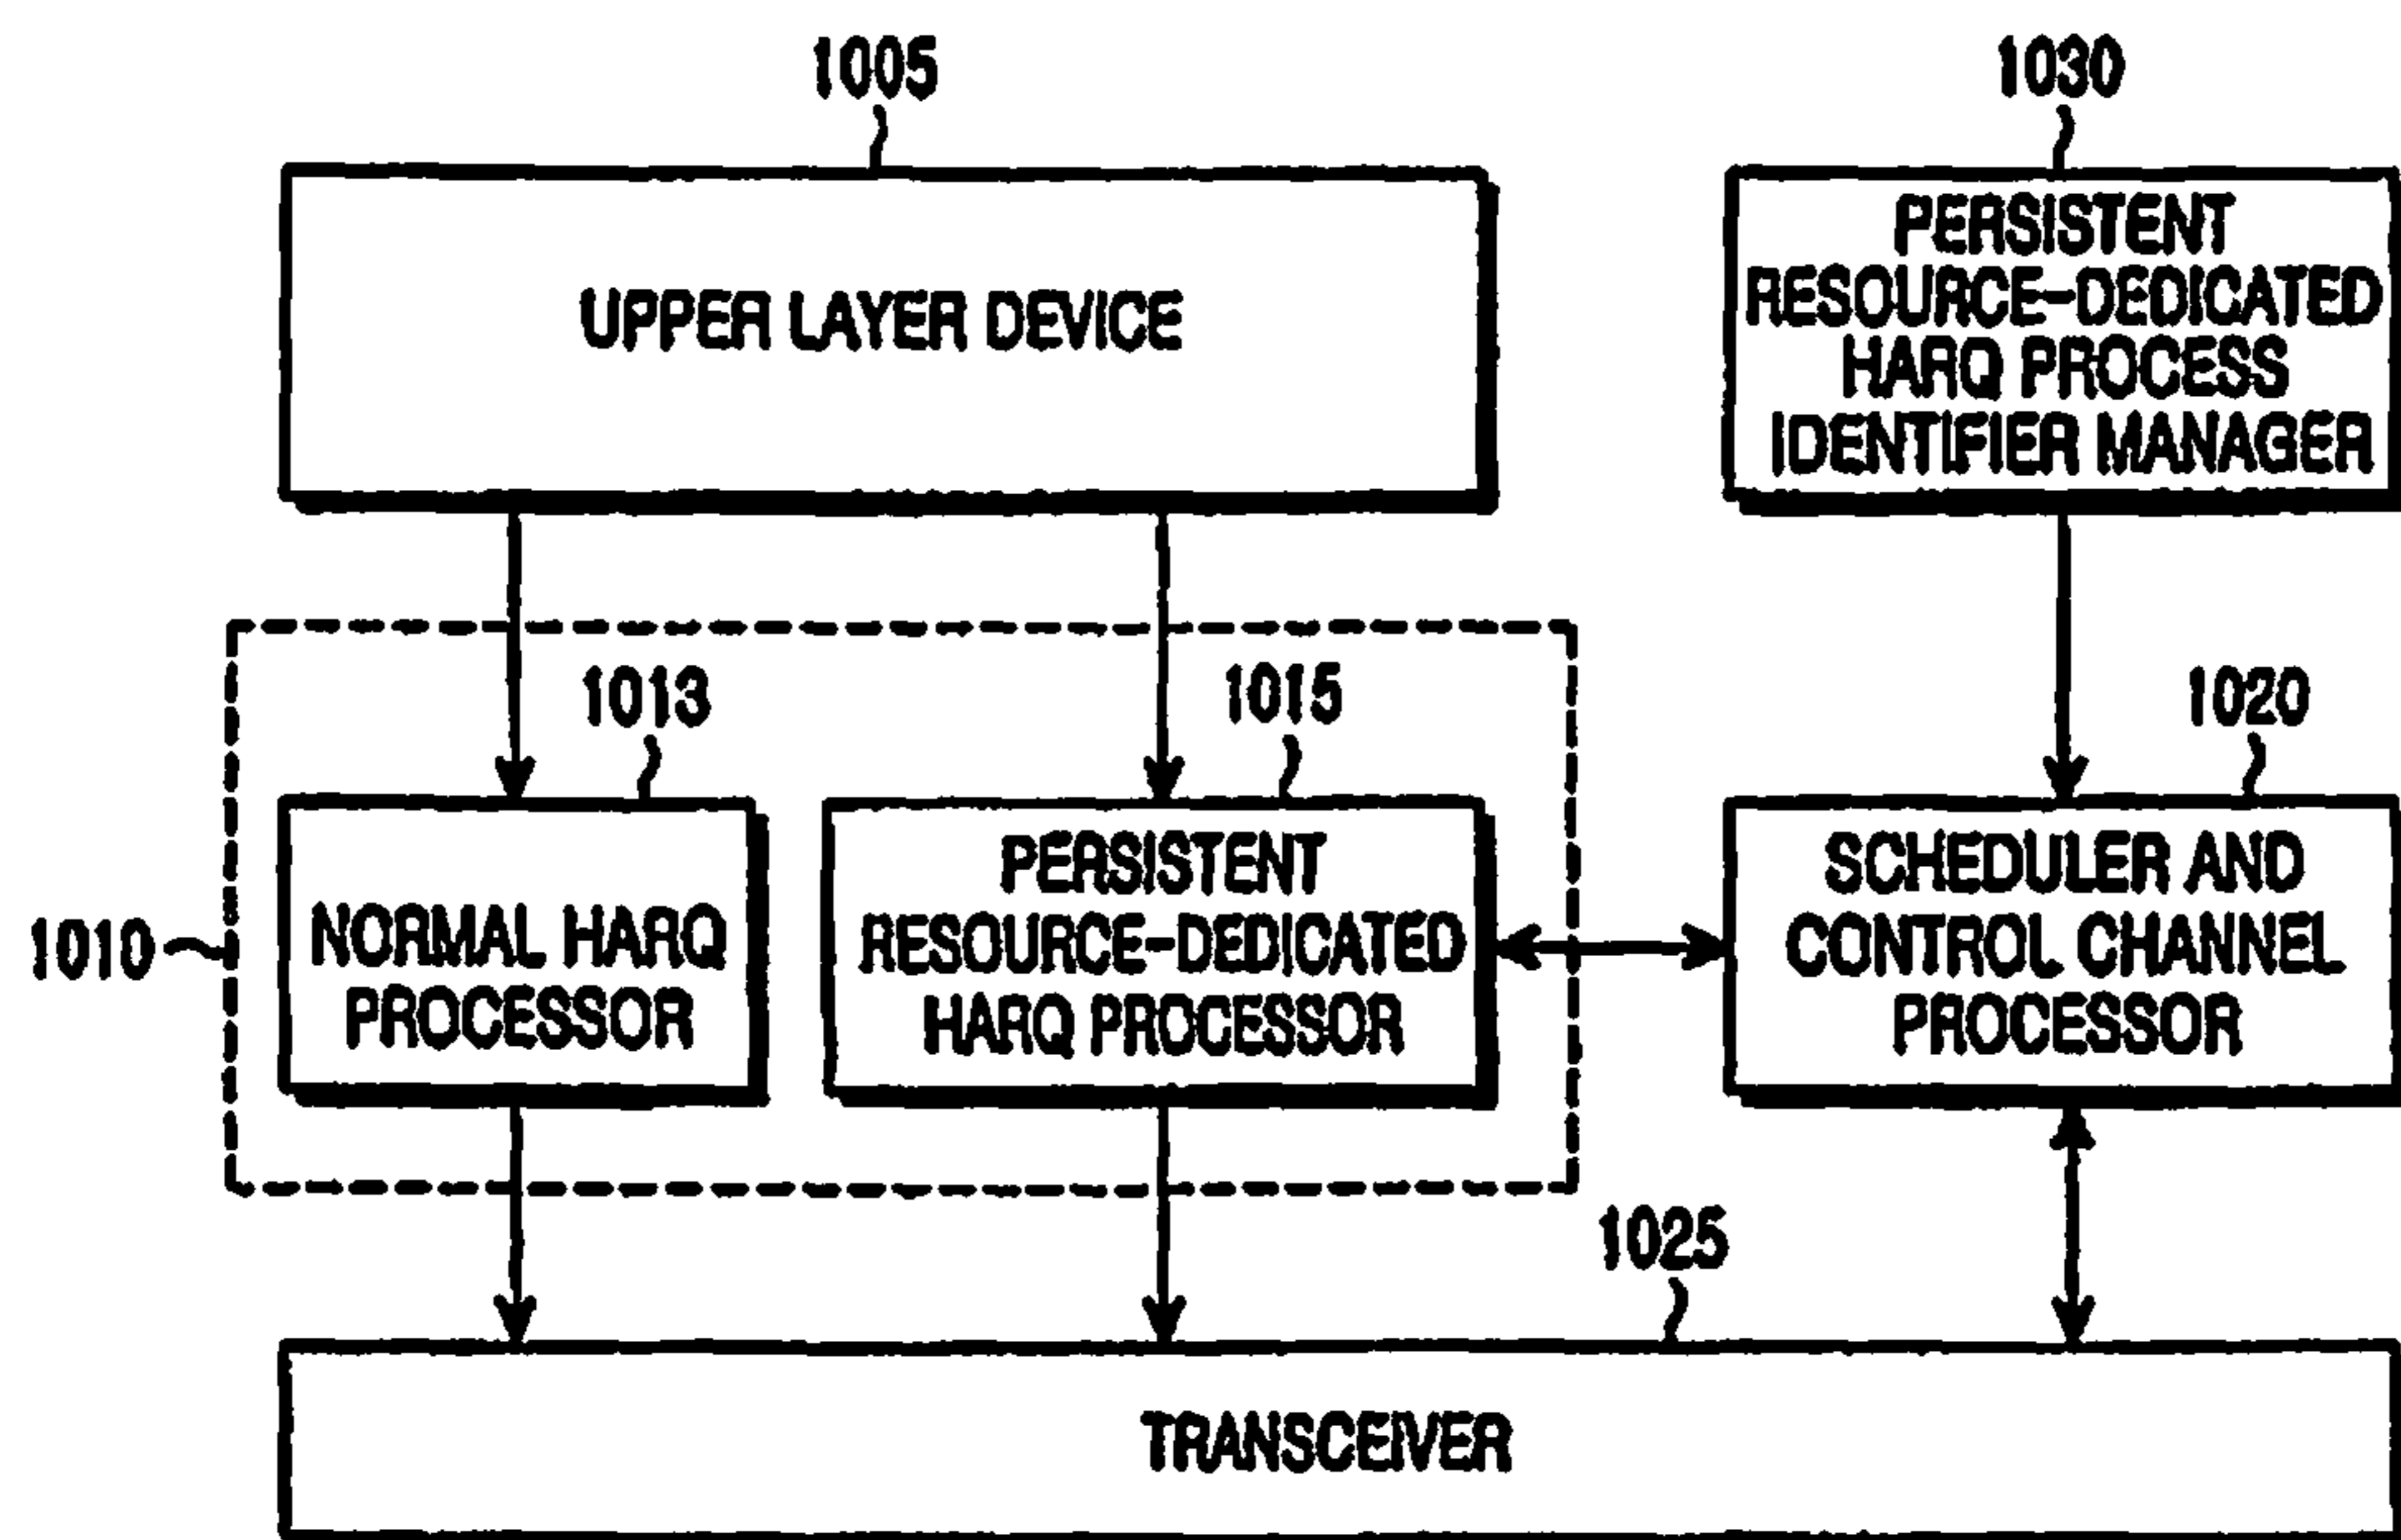 1005
1030
UPPER LAYER DEVICE
PERSISTENT
RESOURCE-DEDICATED
HARQ PROCESS
IDENTIFIER MANAGER
1010
1013
1015
1020
NORMAL HARQ
PROCESSOR
PERSISTENT
RESOURCE-DEDICATED
HARQ PROCESSOR
SCHEDULER AND
CONTROL CHANNEL
PROCESSOR
1025
TRANSCEIVER